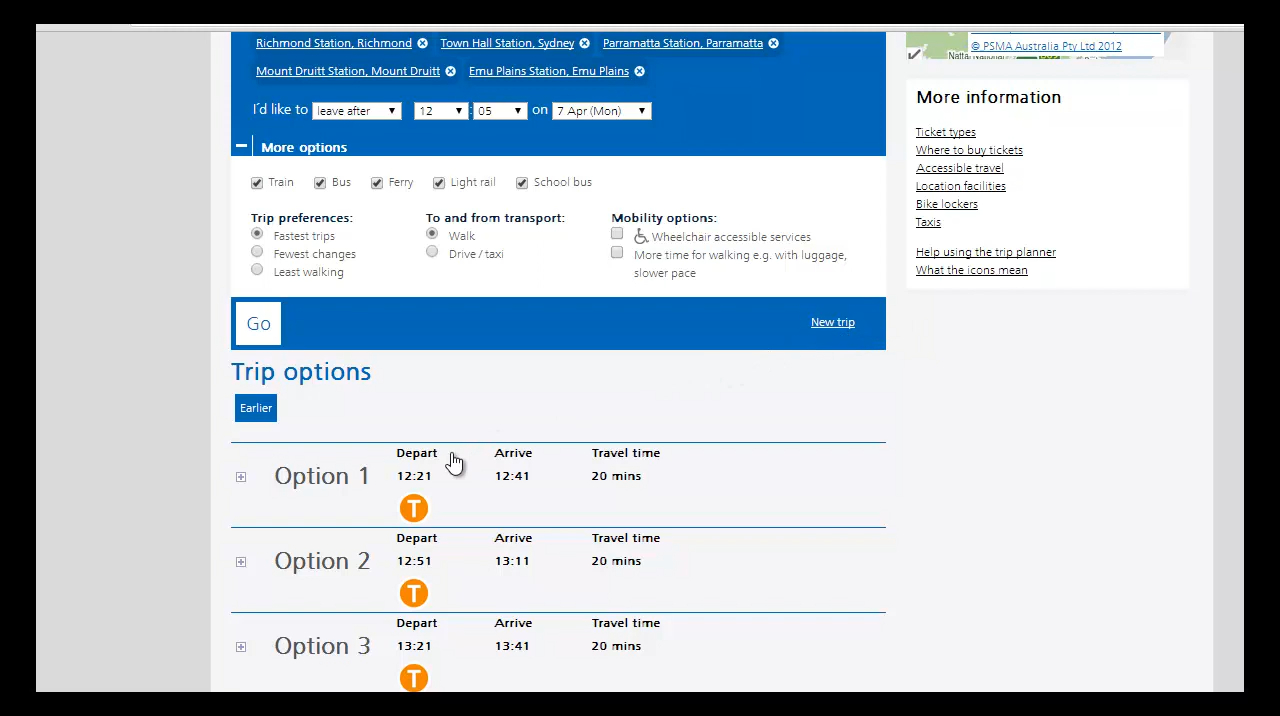 Richmond Station, Richmond Town Hall Station, Sydney Parramatta Station, Parramatta
Mount Druitt Station, Mount Druitt Emu Plains Station, Emu Plains
I'd like to leave after 12 : 05 on 7 Apr (Mon)
More options
Train Bus Ferry Light rail School bus
Trip preferences: To and from transport: Mobility options:
Fastest trips Walk Wheelchair accessible services
Fewest changes Drive / taxi More time for walking e.g. with luggage,
Least walking slower pace
Go New trip
Trip options
Earlier
Depart Arrive Travel time
Option 1 12:21 12:41 20 mins
T
Depart Arrive Travel time
Option 2 12:51 13:11 20 mins
T
Depart Arrive Travel time
Option 3 13:21 13:41 20 mins
T
© PSMA Australia Pty Ltd 2012
More information
Ticket types
Where to buy tickets
Accessible travel
Location facilities
Bike lockers
Taxis
Help using the trip planner
What the icons mean